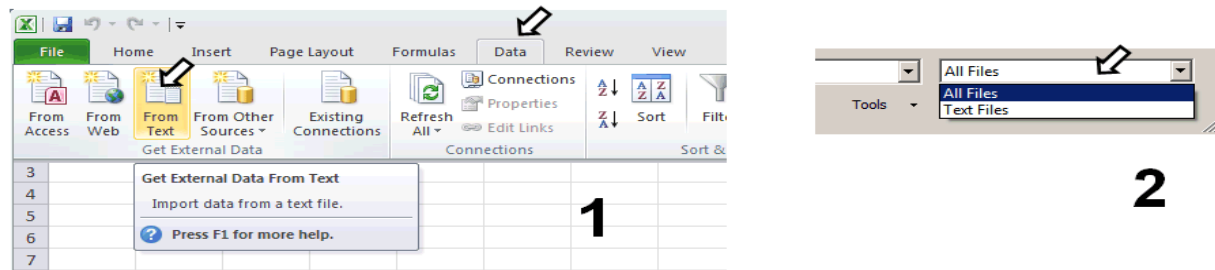 File Home Insert Page Layout Formulas Data Review View
From Access
From Web
From Text
From Other Sources
Existing Connections
Refresh All
Connections
Properties
Edit Links
A Z
Z A
A Z
Z A
Sort
Get External Data
Connections
Sort &
3
4
5
6
7
Get External Data From Text
Import data from a text file.
Press F1 for more help.
1
All Files
All Files
Text Files
Tools
2